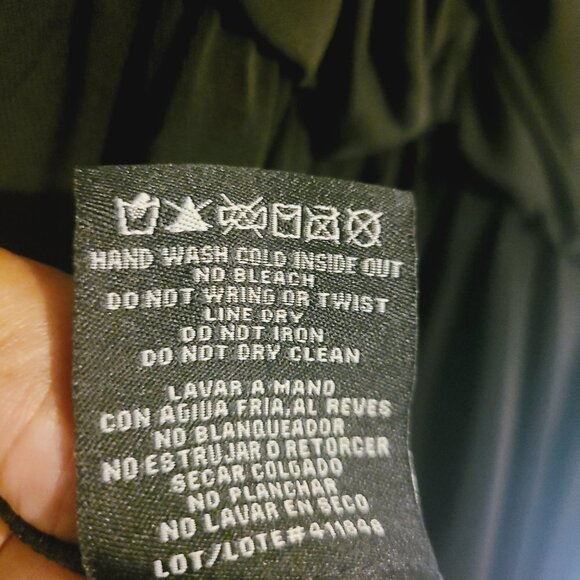 HAND WASH COLD INSIDE OUT
NO BLEACH
DO NOT WRING OR TWIST
LINE DRY
DO NOT IRON
DO NOT DRY CLEAN
LAVAR A MANO
CON AGUA FRIA, AL REVES
NO BLANQUEADOR
NO ESTRUJAR O RETORCER
SECAR COLGADO
NO PLANCHAR
NO LAVAR EN SECO
LOT/LOTE# 411848